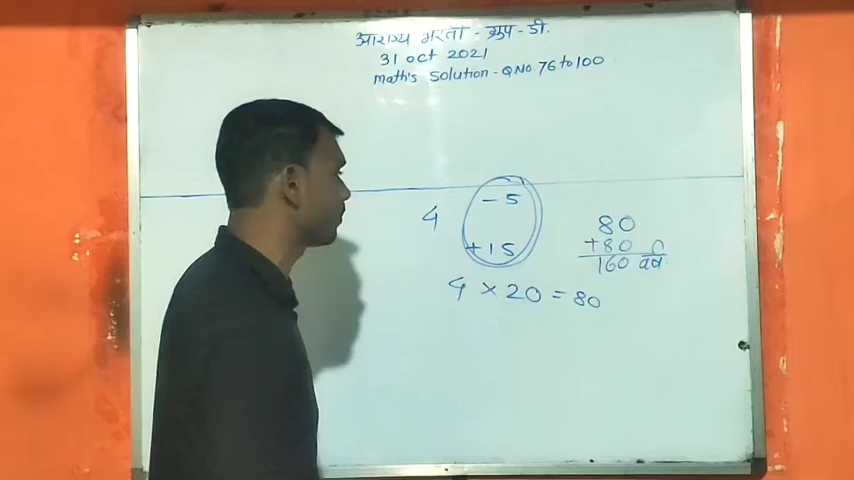 आरोग्य भरती - ग्रुप - डी.
31 oct 2021
math's solution - QNO. 76 to 100
4 - 5
+ 15
4 × 20 = 80
80
+80
160 वर्ष